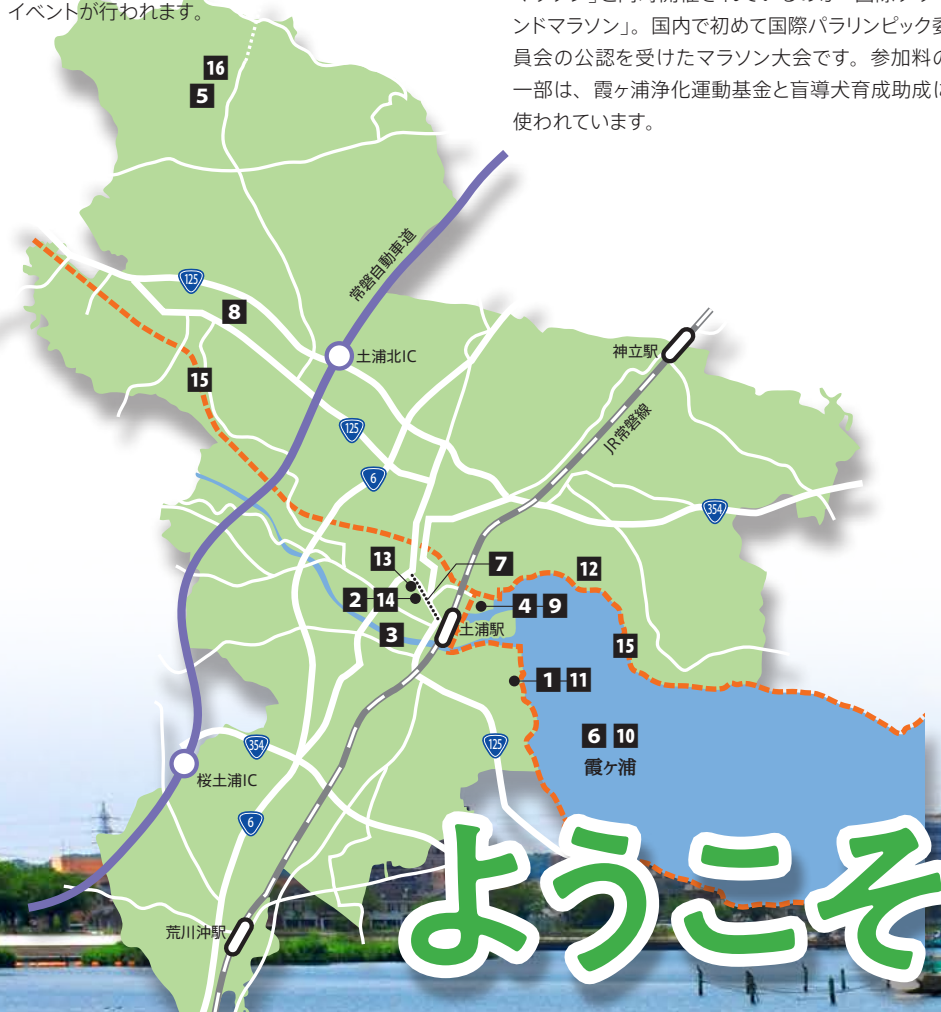 イベントが行われます。
ンドマラソン」。国内で初めて国際パラリンピック委
員会の公認を受けたマラソン大会です。参加料の
一部は、霞ヶ浦浄化運動基金と盲導犬育成助成に
使われています。
16
5
常磐自動車道
125
8
土浦北IC
神立駅
15
125
JR常磐線
6
354
13
7
12
2 14
4 9
3
土浦駅
15
1 11
6 10
霞ヶ浦
354
125
桜土浦IC
6
荒川沖駅
ようこそ